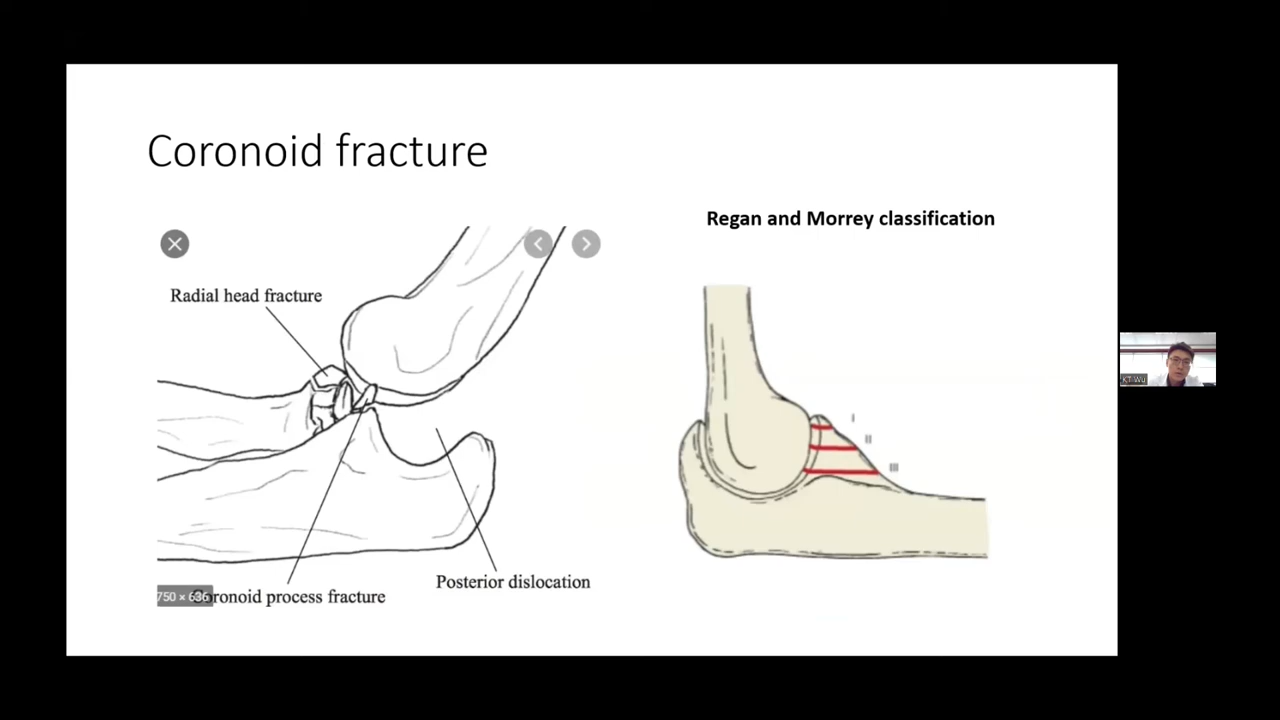 Coronoid fracture
Regan and Morrey classification
Radial head fracture
I
II
III
Posterior dislocation
750 × 636
oronoid process fracture
KT Wu